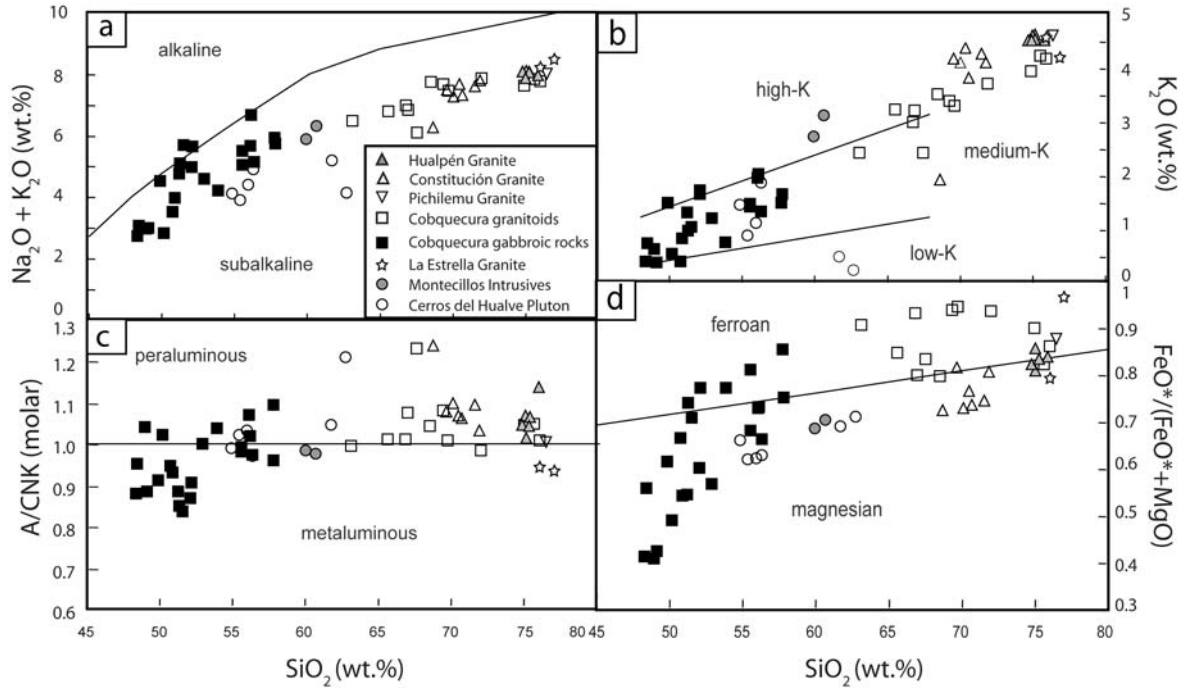 a
alkaline
subalkaline
10
8
6
4
2
0
Na2O + K2O (wt.%)
Hualpén Granite
Constitución Granite
Pichilemu Granite
Cobquecura granitoids
Cobquecura gabbroic rocks
La Estrella Granite
Montecillos Intrusives
Cerros del Hualve Pluton
b
high-K
medium-K
low-K
5
4
3
2
1
0
K2O (wt.%)
c
peraluminous
metaluminous
1.3
1.2
1.1
1.0
0.9
0.8
0.7
0.6
A/CNK (molar)
45 50 55 60 65 70 75 80
SiO2 (wt.%)
d
ferroan
magnesian
1
0.9
0.8
0.7
0.6
0.5
0.4
0.3
FeO*/(FeO*+MgO)
45 50 55 60 65 70 75 80
SiO2 (wt.%)